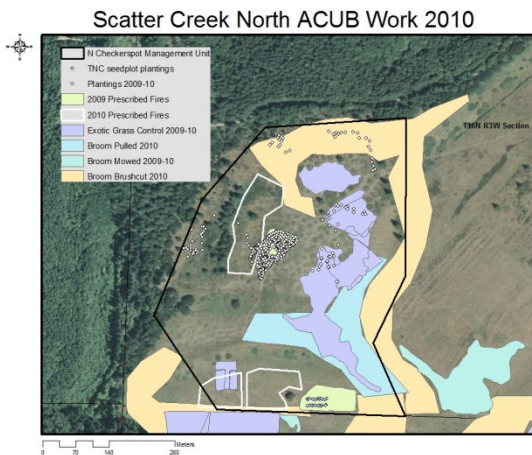 Scatter Creek North ACUB Work 2010
N Checkerspot Management Unit
TNC seedplot plantings
Plantings 2009-10
2009 Prescribed Fires
2010 Prescribed Fires
Exotic Grass Control 2009-10
Broom Pulled 2010
Broom Mowed 2009-10
Broom Brushcut 2010
T16N R3W Section
Meters
0 70 140 280